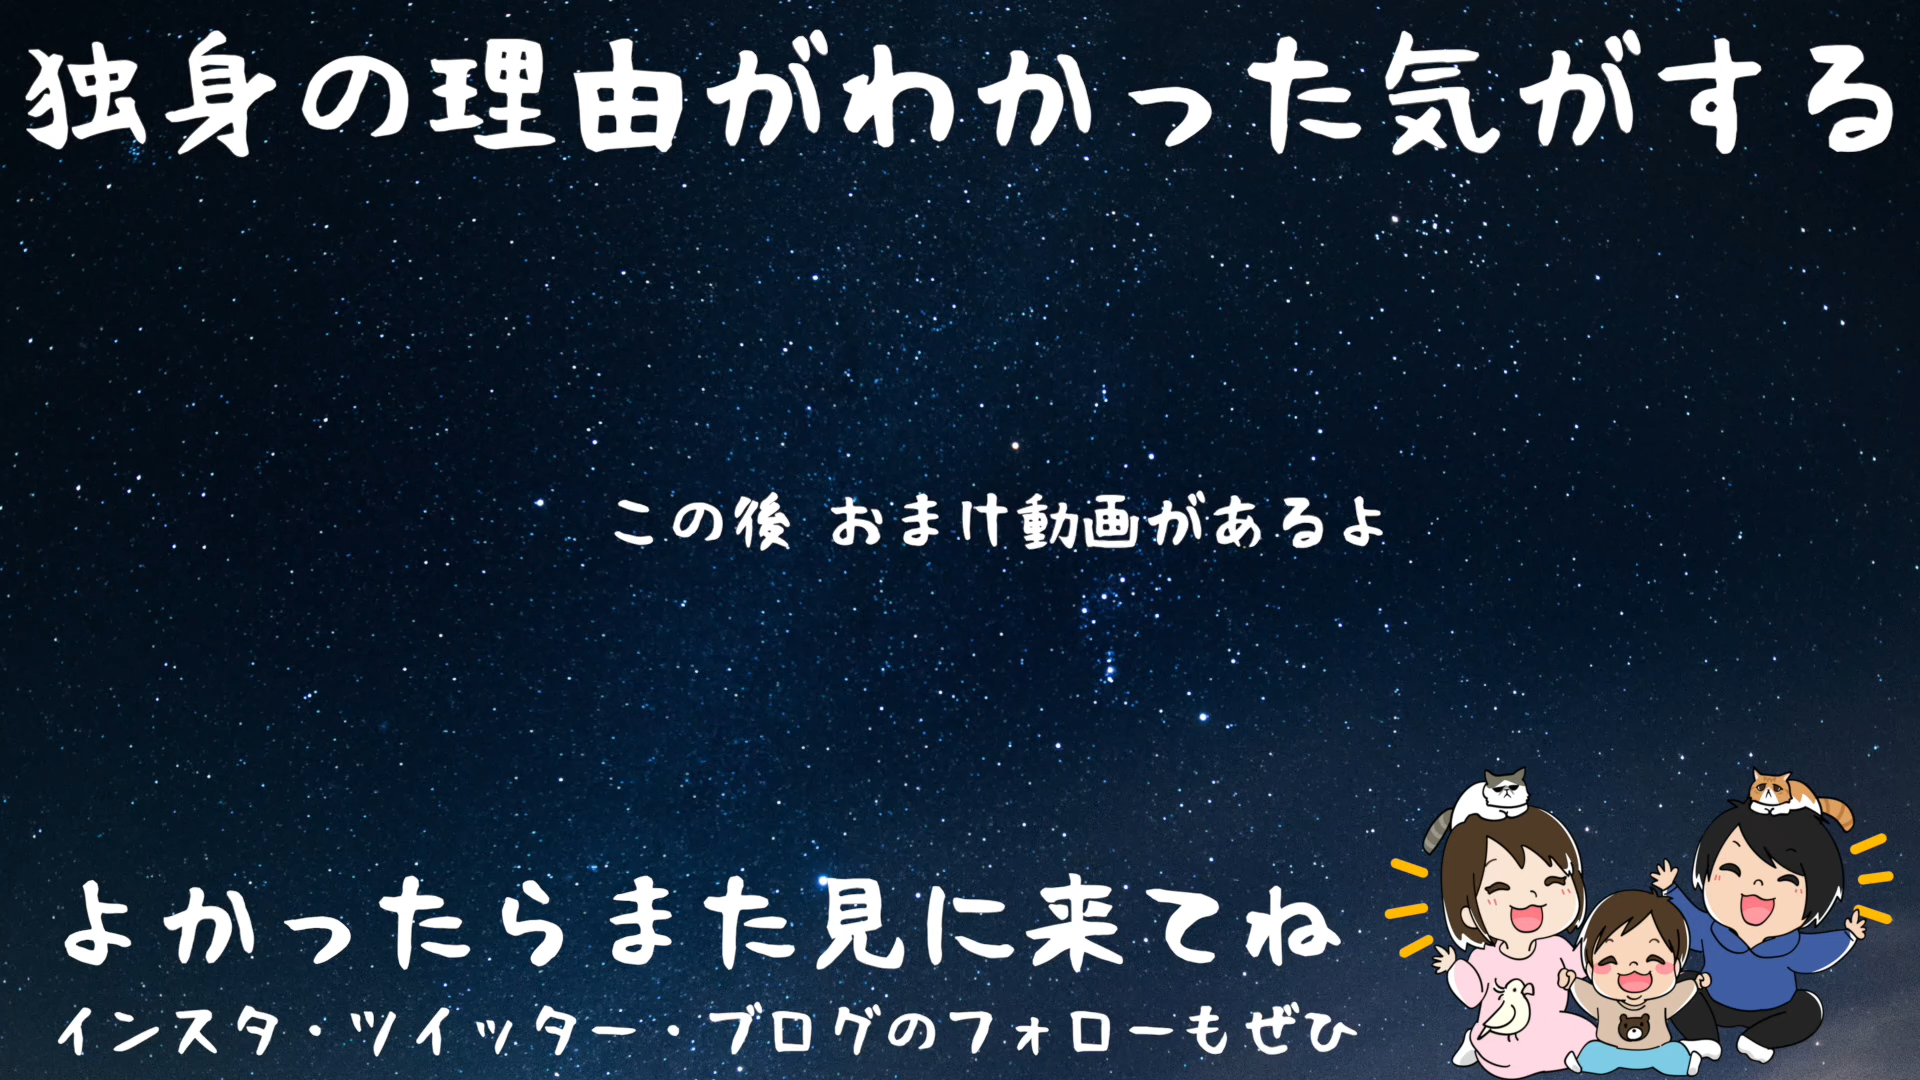 独身の理由がわかった気がする
この後 おまけ動画があるよ
よかったらまた見に来てね
インスタ・ツイッター・ブログのフォローもぜひ